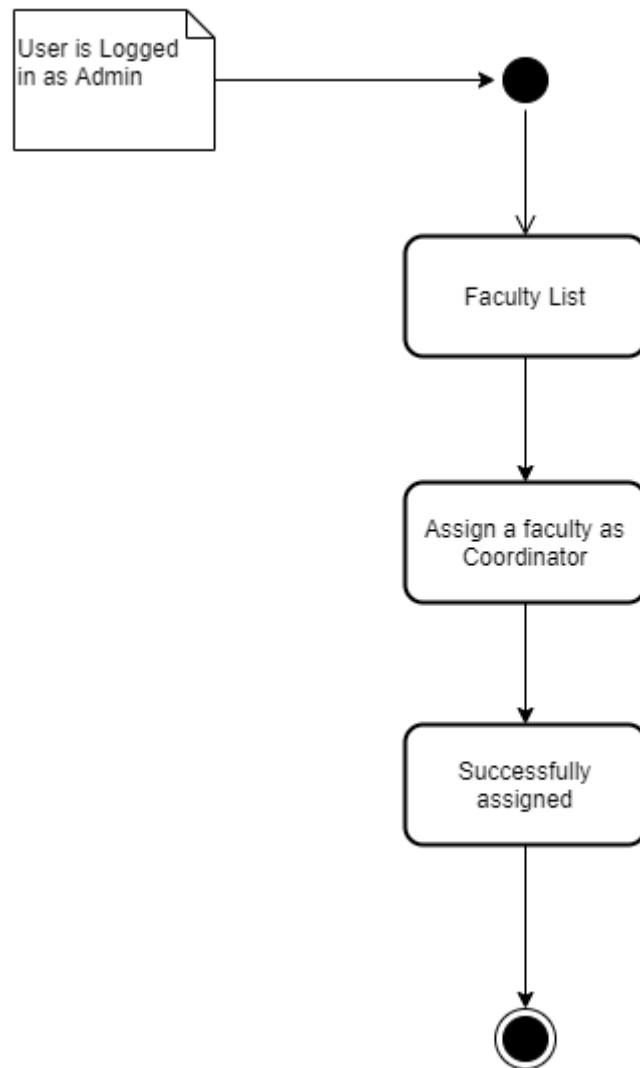 User is Logged
in as Admin
Faculty List
Assign a faculty as
Coordinator
Successfully
assigned